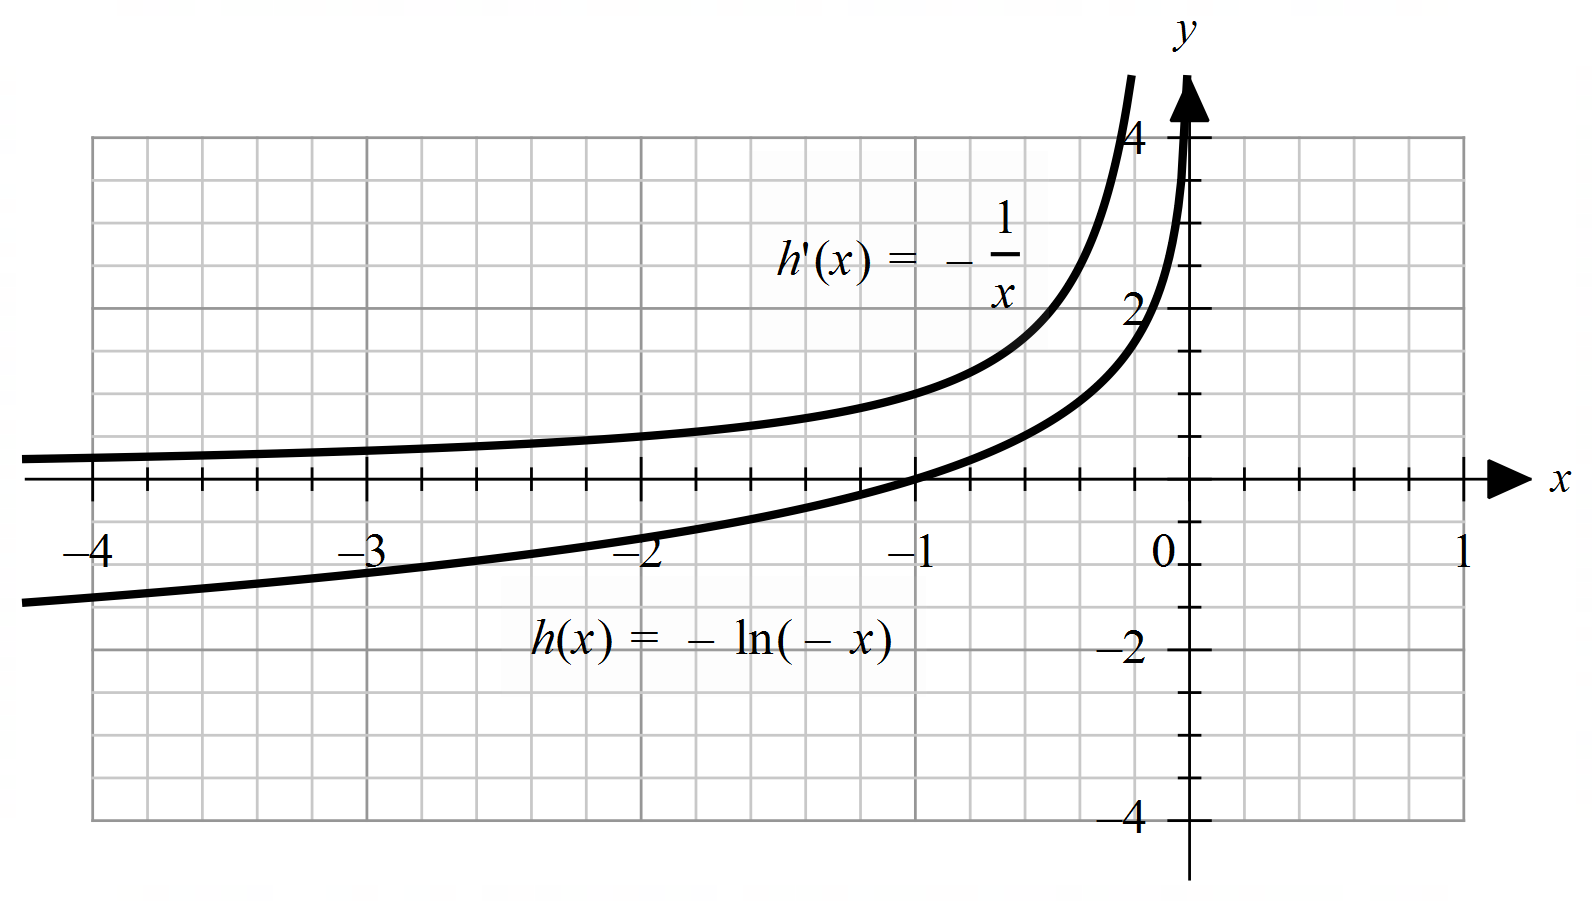 y
4
h'(x) = − 1/x
2
x
–4 –3 –2 –1 0 1
h(x) = − ln(− x)
–2
–4